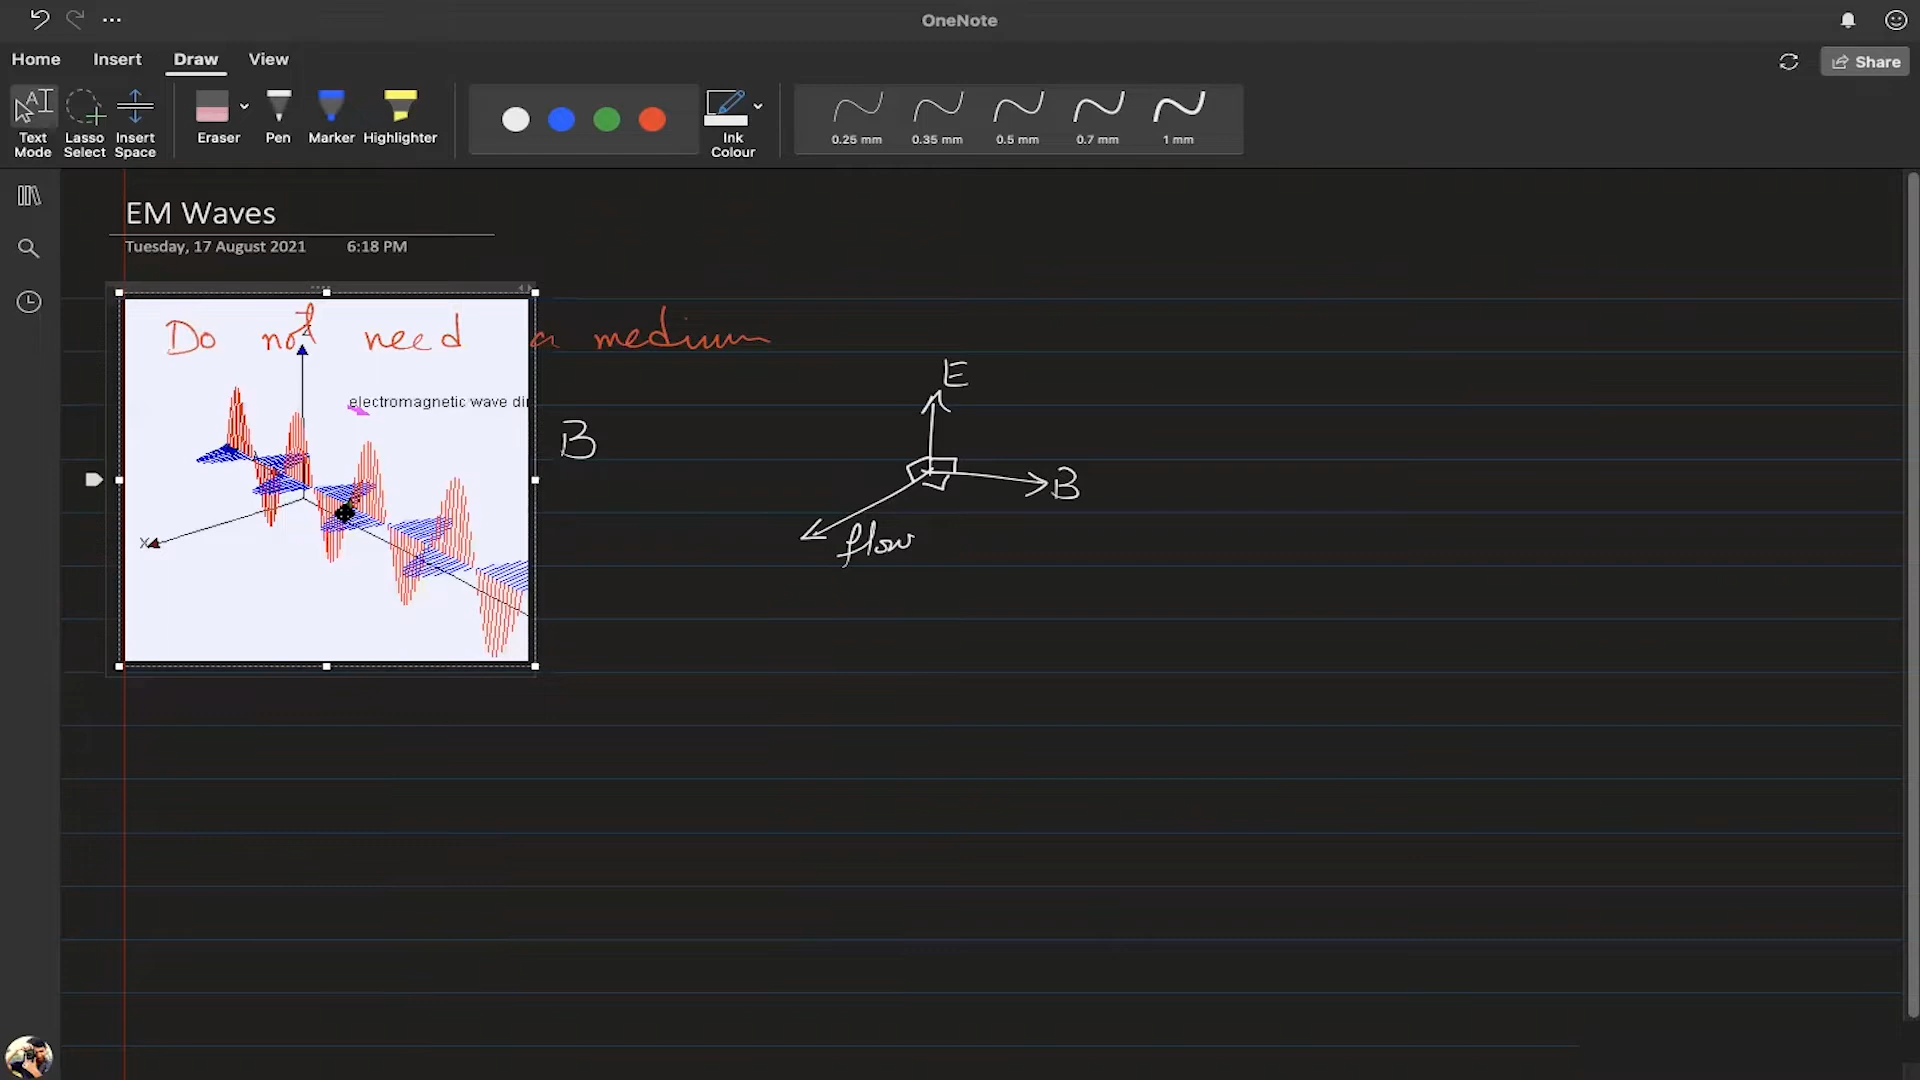 OneNote
Home Insert Draw View
Share
Text Mode
Lasso Select
Insert Space
Eraser
Pen
Marker
Highlighter
Ink Colour
0.25 mm
0.35 mm
0.5 mm
0.7 mm
1 mm
EM Waves
Tuesday, 17 August 2021 6:18 PM
Do not need a medium
Z
electromagnetic wave dir
X
B
E
B
flow